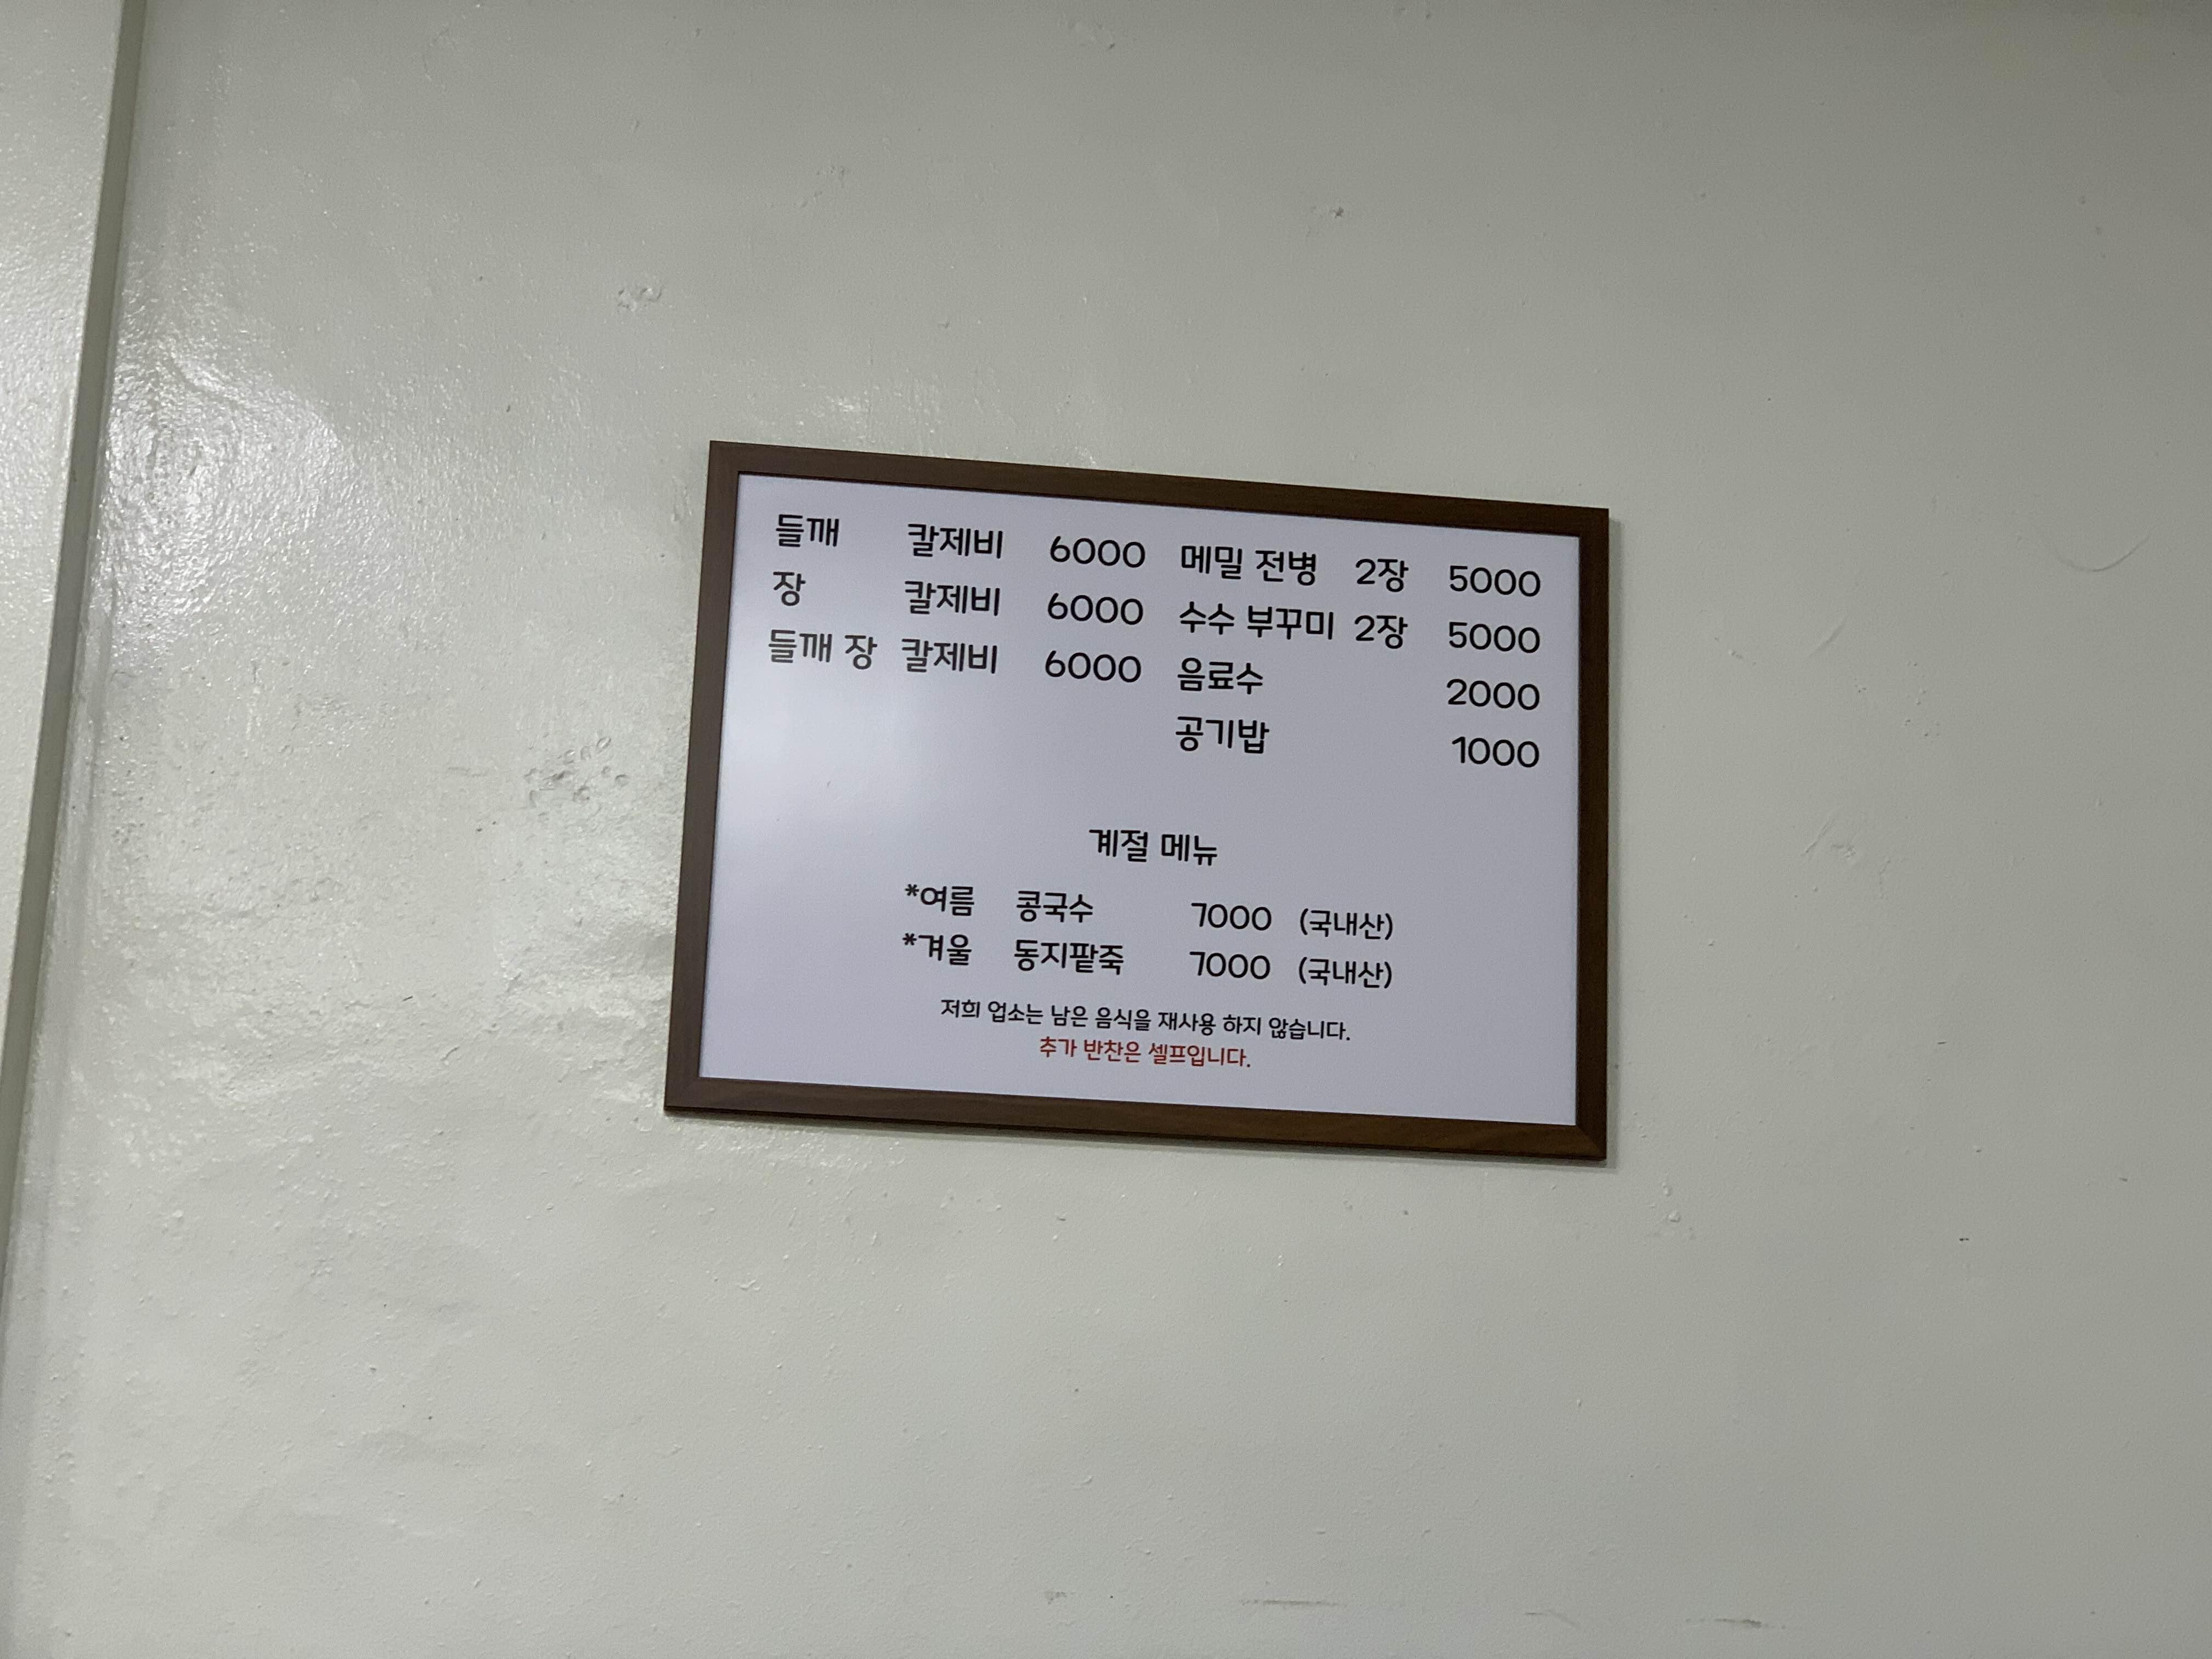 들깨 칼제비 6000 메밀 전병 2장 5000
장 칼제비 6000 수수 부꾸미 2장 5000
들깨 장 칼제비 6000 음료수 2000
공기밥 1000
계절 메뉴
*여름 콩국수 7000 (국내산)
*겨울 동지팥죽 7000 (국내산)
저희 업소는 남은 음식을 재사용 하지 않습니다.
추가 반찬은 셀프입니다.